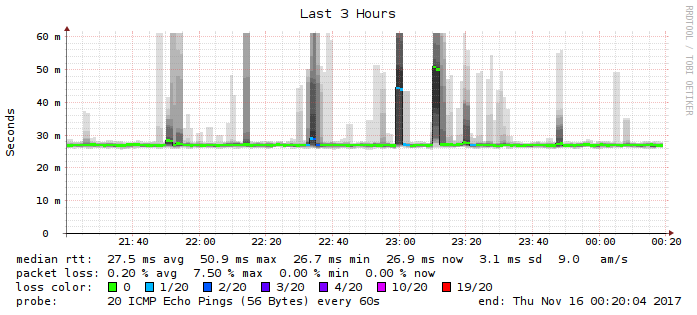 Last 3 Hours
RRDTOOL / TOBI OETIKER
Seconds
60 m
50 m
40 m
30 m
20 m
10 m
0
21:40 22:00 22:20 22:40 23:00 23:20 23:40 00:00 00:20
median rtt: 27.5 ms avg 50.9 ms max 26.7 ms min 26.9 ms now 3.1 ms sd 9.0 am/s
packet loss: 0.20 % avg 7.50 % max 0.00 % min 0.00 % now
loss color: 0 1/20 2/20 3/20 4/20 10/20 19/20
probe: 20 ICMP Echo Pings (56 Bytes) every 60s end: Thu Nov 16 00:20:04 2017